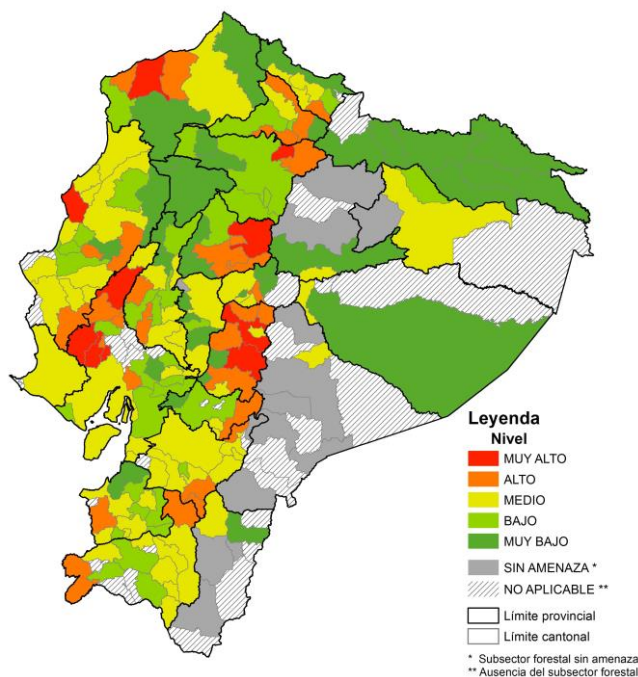 Leyenda
Nivel
MUY ALTO
ALTO
MEDIO
BAJO
MUY BAJO
SIN AMENAZA *
NO APLICABLE **
Límite provincial
Límite cantonal
* Subsector forestal sin amenaza
** Ausencia del subsector forestal